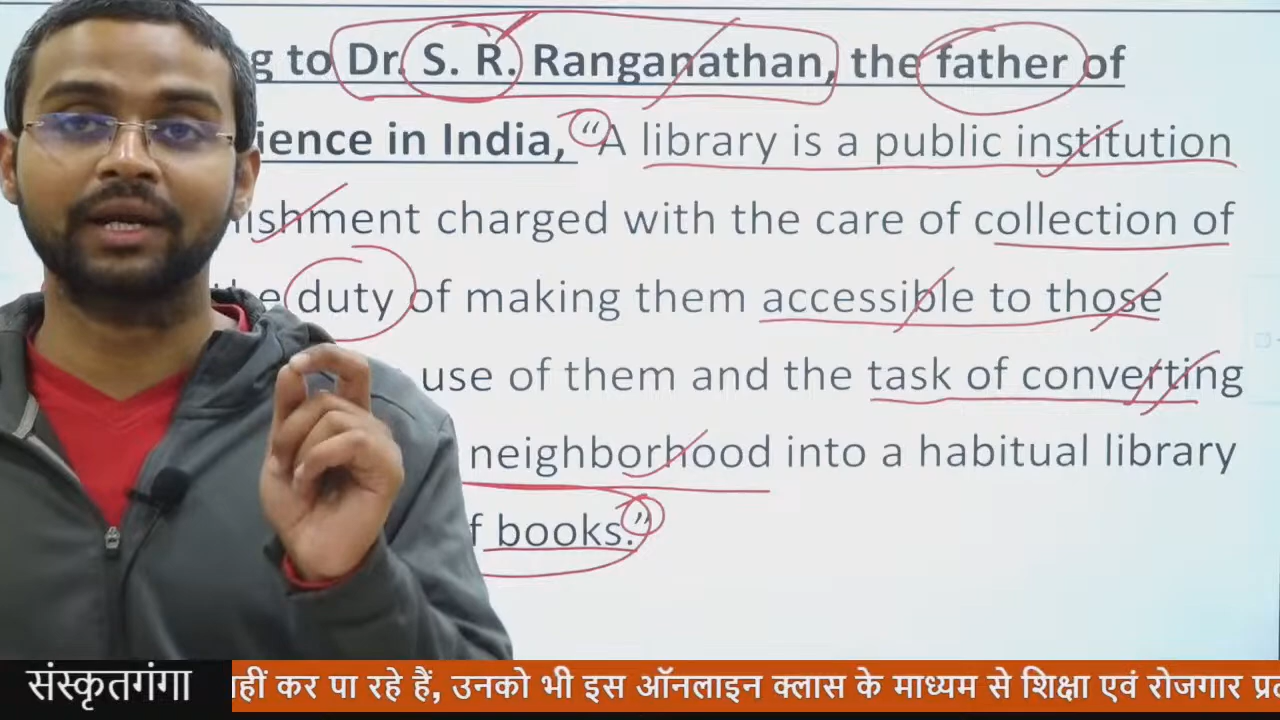 g to Dr. S. R. Ranganathan, the father of
ience in India, “A library is a public institution
ishment charged with the care of collection of
the duty of making them accessible to those
use of them and the task of converting
neighborhood into a habitual library
f books.”
संस्कृतगंगा
हीं कर पा रहे हैं, उनको भी इस ऑनलाइन क्लास के माध्यम से शिक्षा एवं रोजगार प्र